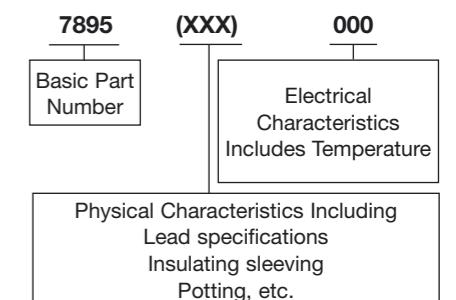 7895 (XXX) 000
Basic Part
Number
Electrical
Characteristics
Includes Temperature
Physical Characteristics Including
Lead specifications
Insulating sleeving
Potting, etc.